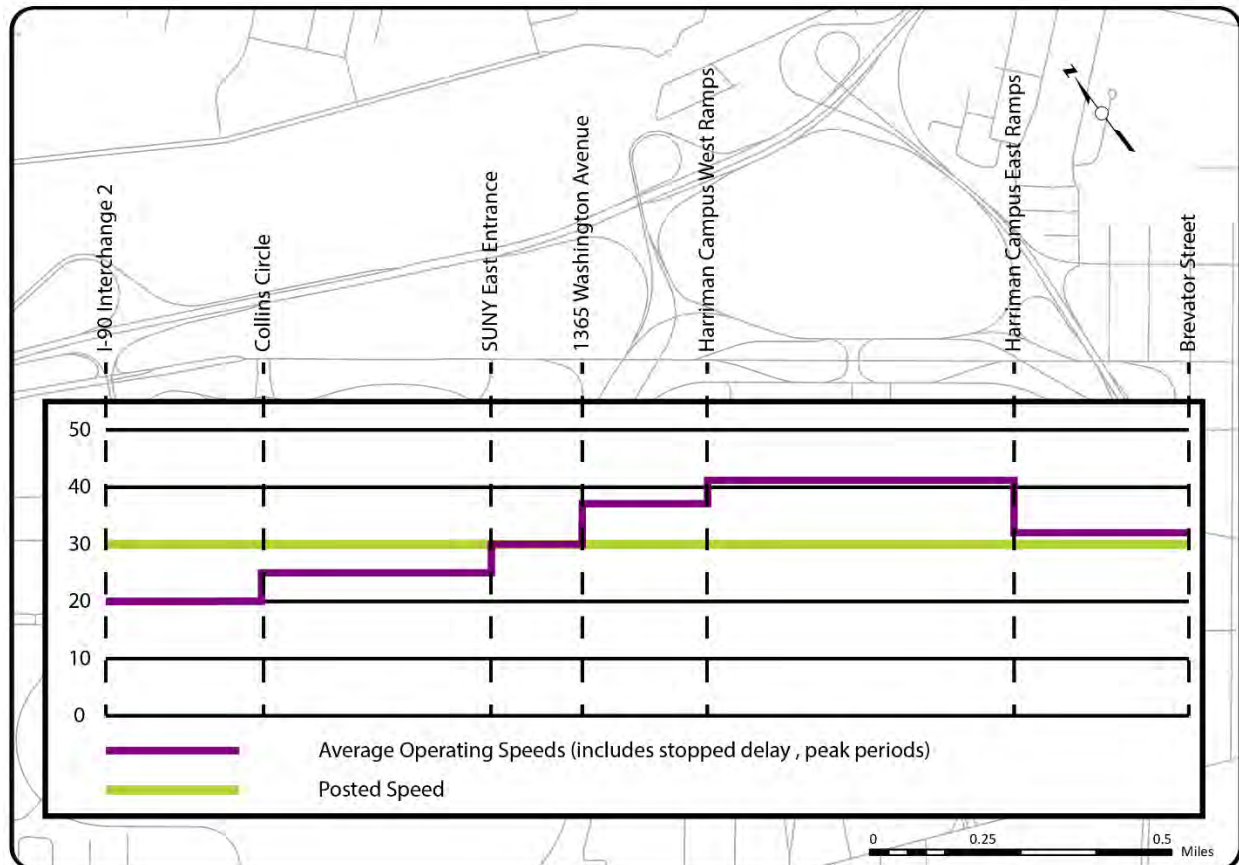 I-90 Interchange 2
Collins Circle
SUNY East Entrance
1365 Washington Avenue
Harriman Campus West Ramps
Harriman Campus East Ramps
Brevator Street
N
50
40
30
20
10
0
Average Operating Speeds (includes stopped delay , peak periods)
Posted Speed
0 0.25 0.5
Miles